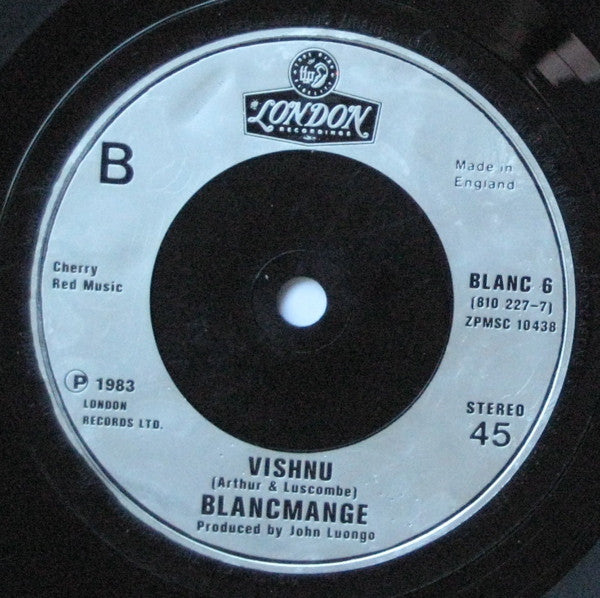 LONDON
RECORDINGS
B
Made in
England
Cherry
Red Music
BLANC 6
(810 227-7)
ZPMSC 10438
P 1983
LONDON
RECORDS LTD.
STEREO
45
VISHNU
(Arthur & Luscombe)
BLANCMANGE
Produced by John Luongo